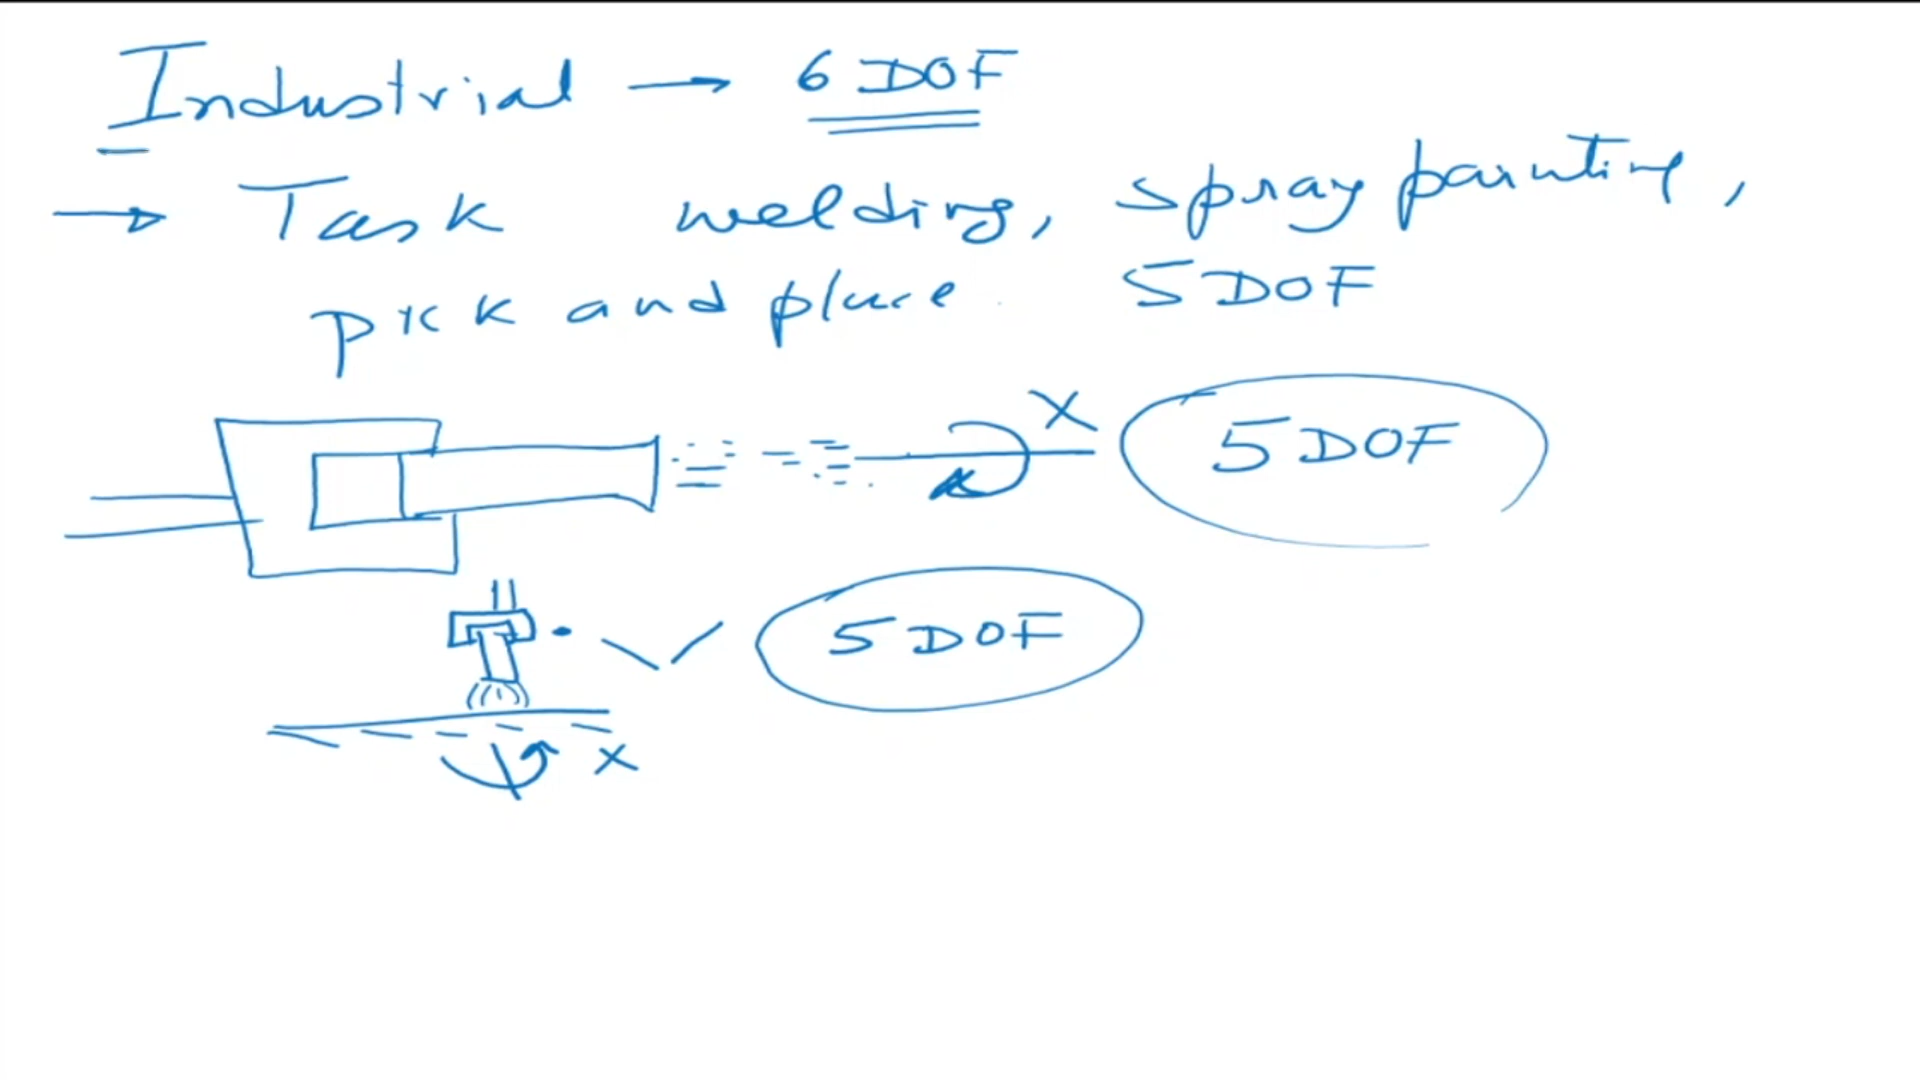 Industrial → 6 DOF
→ Task welding, spray painting,
pick and place. 5 DOF
X 5 DOF
5 DOF
X